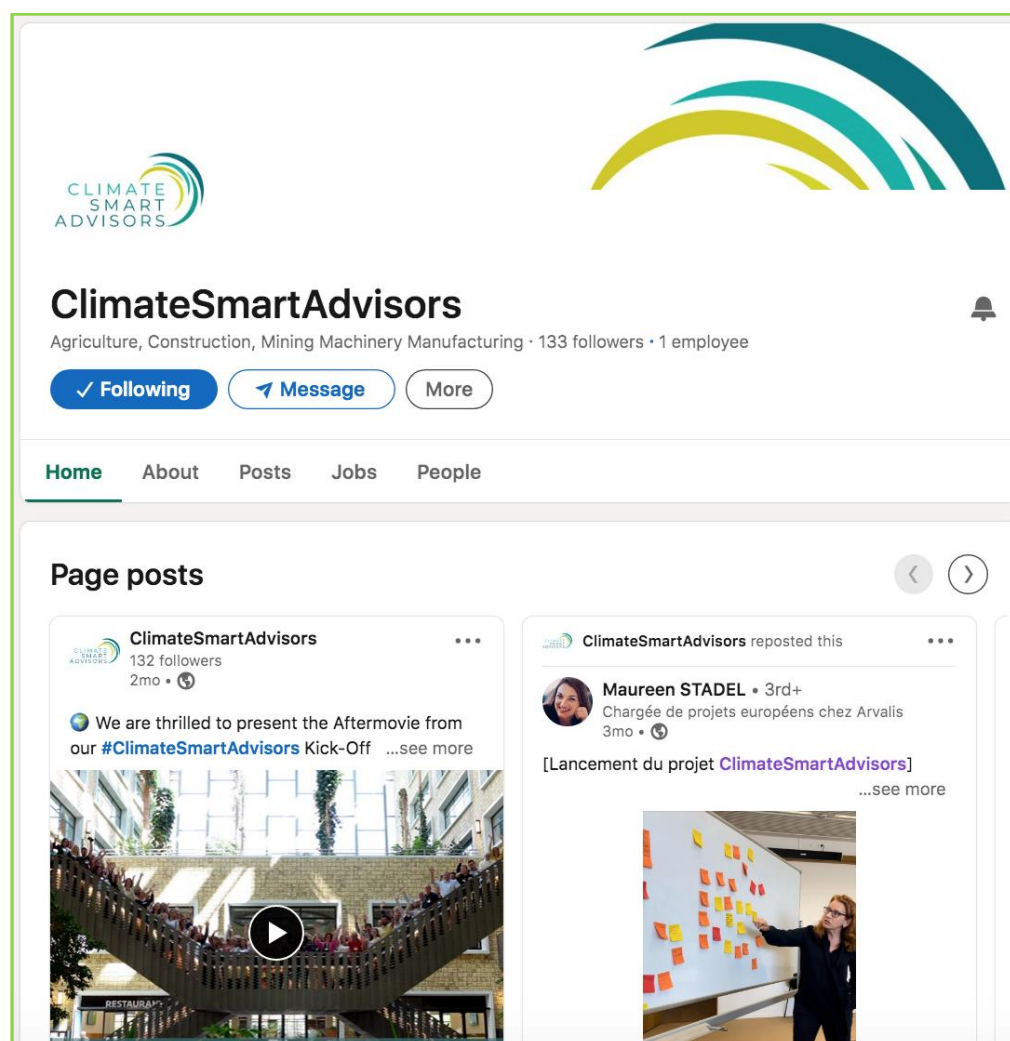 CLIMATE
SMART
ADVISORS
ClimateSmartAdvisors
Agriculture, Construction, Mining Machinery Manufacturing · 133 followers • 1 employee
✓ Following
Message
More
Home
About
Posts
Jobs
People
Page posts
CLIMATE
SMART
ADVISORS
ClimateSmartAdvisors
132 followers
2mo •
We are thrilled to present the Aftermovie from
our #ClimateSmartAdvisors Kick-Off ...see more
ClimateSmartAdvisors reposted this
Maureen STADEL • 3rd+
Chargée de projets européens chez Arvalis
3mo •
[Lancement du projet ClimateSmartAdvisors]
...see more